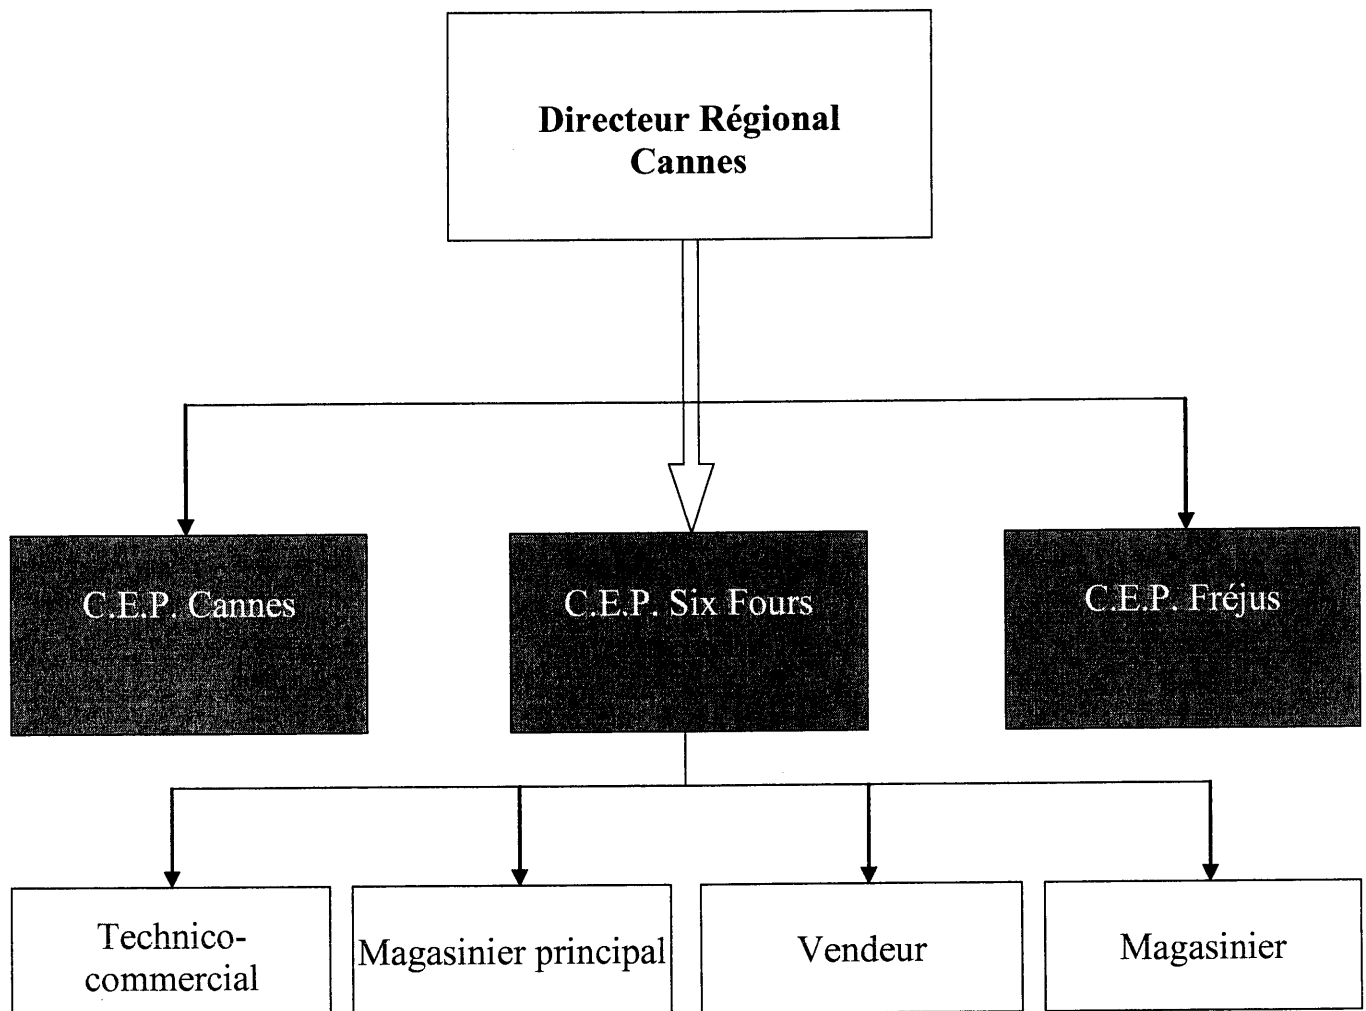 Directeur Régional
Cannes
C.E.P. Cannes
C.E.P. Six Fours
C.E.P. Fréjus
Technico-
commercial
Magasinier principal
Vendeur
Magasinier